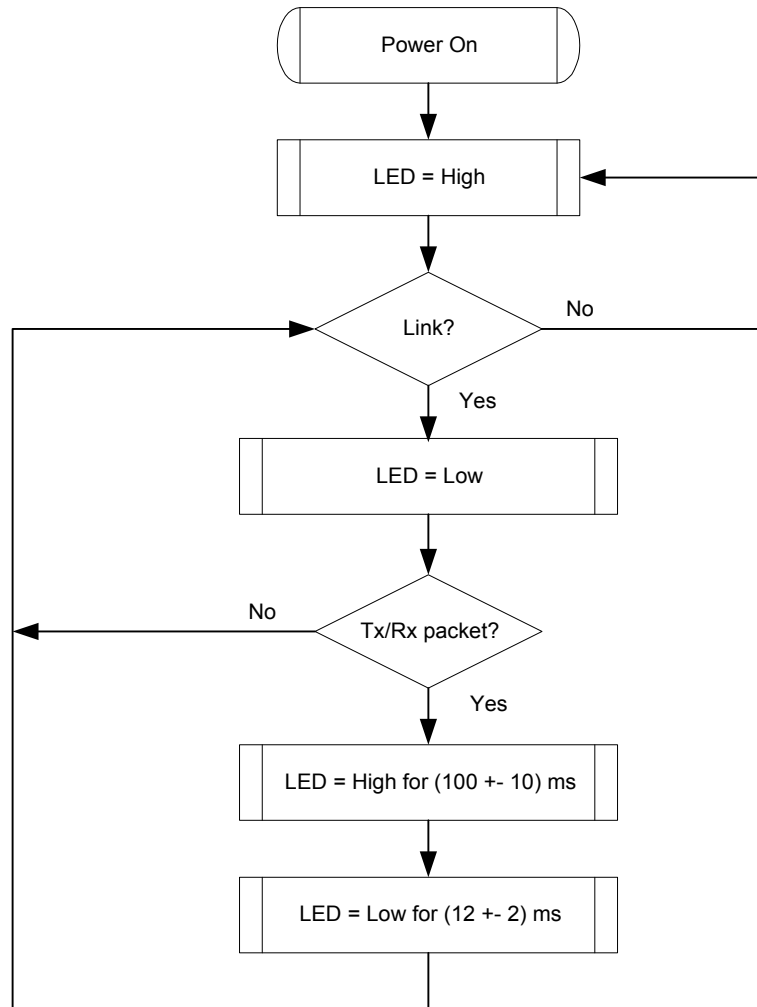 Power On
LED = High
Link?
No
Yes
LED = Low
No
Tx/Rx packet?
Yes
LED = High for (100 +- 10) ms
LED = Low for (12 +- 2) ms